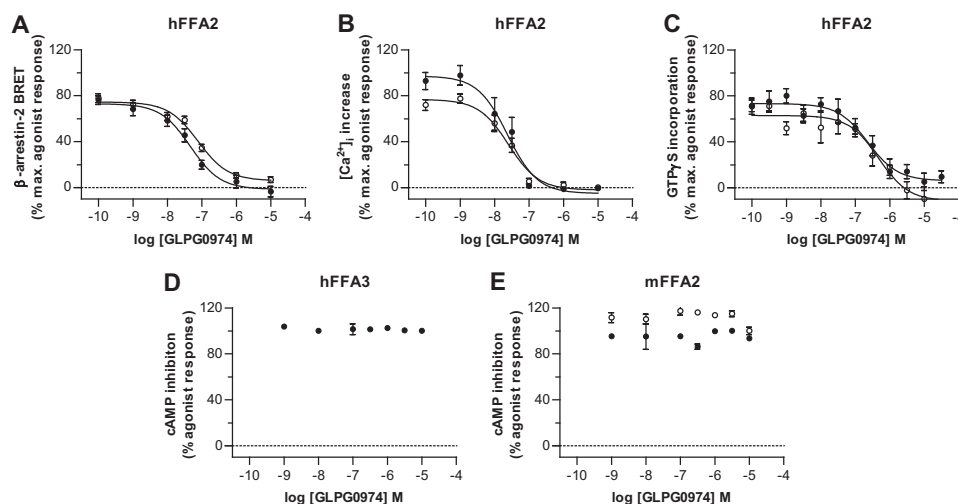 A hFFA2
β-arrestin-2 BRET
(% max. agonist response)
120
80
40
0
-10 -9 -8 -7 -6 -5 -4
log [GLPG0974] M
B hFFA2
[Ca²⁺]ᵢ increase
(% max. agonist response)
120
80
40
0
-10 -9 -8 -7 -6 -5 -4
log [GLPG0974] M
C hFFA2
GTPγS incorporation
(% max. agonist response)
120
80
40
0
-10 -9 -8 -7 -6 -5 -4
log [GLPG0974] M
D hFFA3
cAMP inhibiton
(% agonist response)
120
80
40
0
-10 -9 -8 -7 -6 -5 -4
log [GLPG0974] M
E mFFA2
cAMP inhibiton
(% agonist response)
120
80
40
0
-10 -9 -8 -7 -6 -5 -4
log [GLPG0974] M